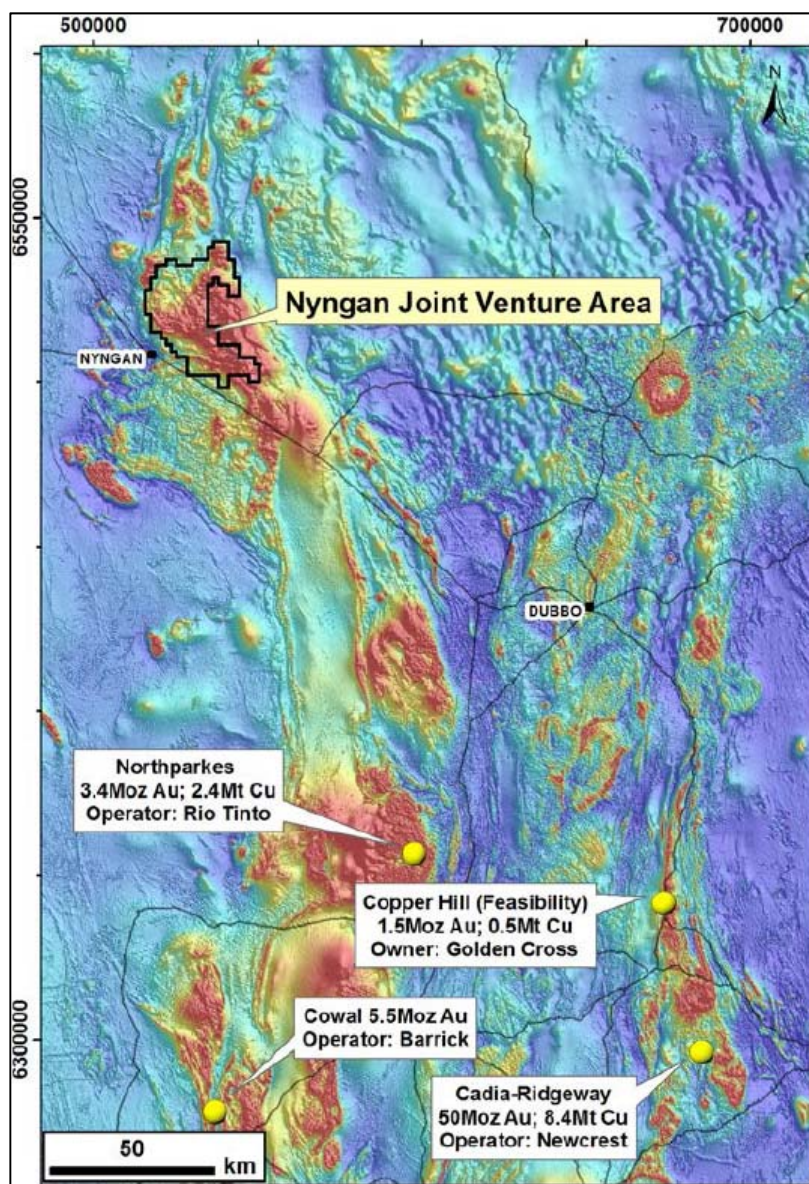 500000
700000
N
6550000
Nyngan Joint Venture Area
NYNGAN
DUBBO
Northparkes
3.4Moz Au; 2.4Mt Cu
Operator: Rio Tinto
Copper Hill (Feasibility)
1.5Moz Au; 0.5Mt Cu
Owner: Golden Cross
6300000
Cowal 5.5Moz Au
Operator: Barrick
Cadia-Ridgeway
50Moz Au; 8.4Mt Cu
Operator: Newcrest
50
km